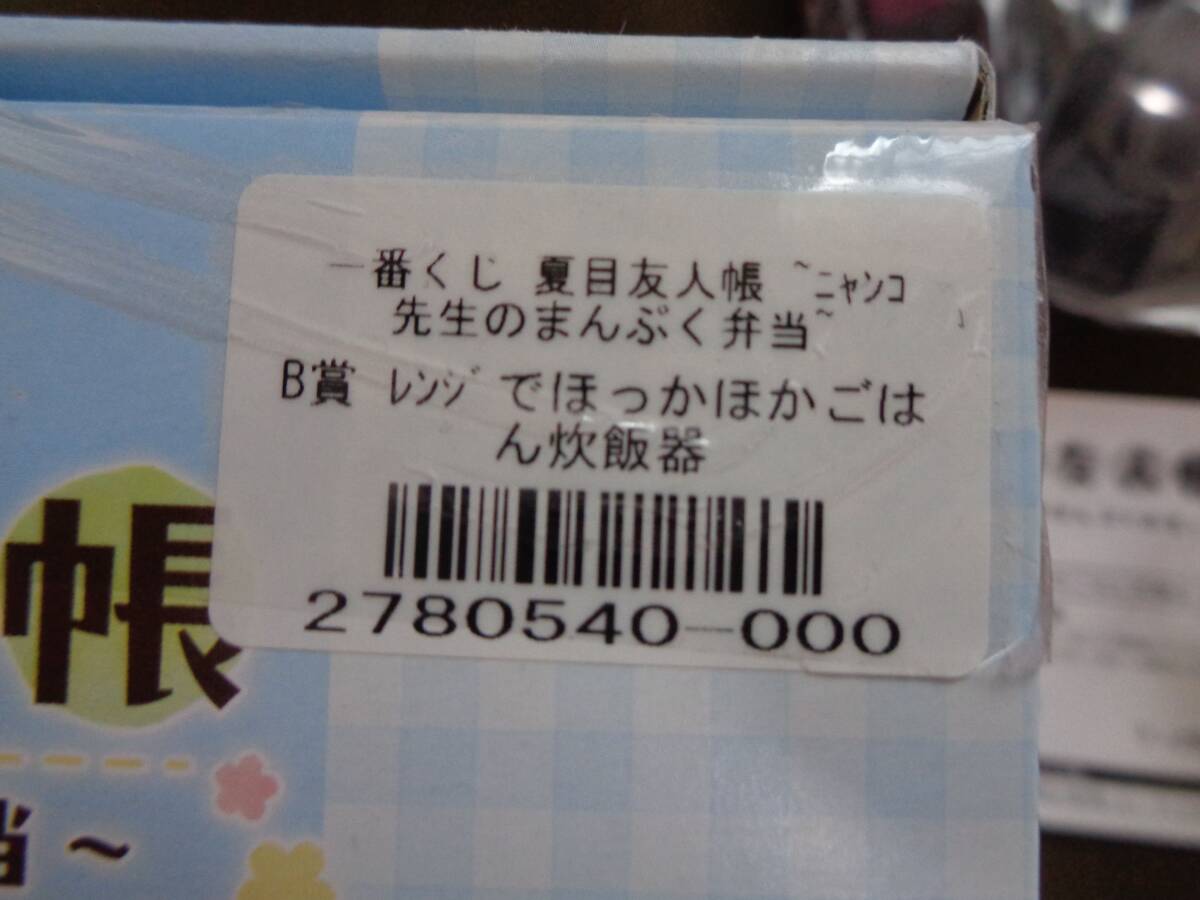 一番くじ 夏目友人帳 ~ﾆｬﾝｺ
先生のまんぷく弁当~
B賞 ﾚﾝｼﾞでほっかほかごは
ん炊飯器
2780540-000
帳
当~